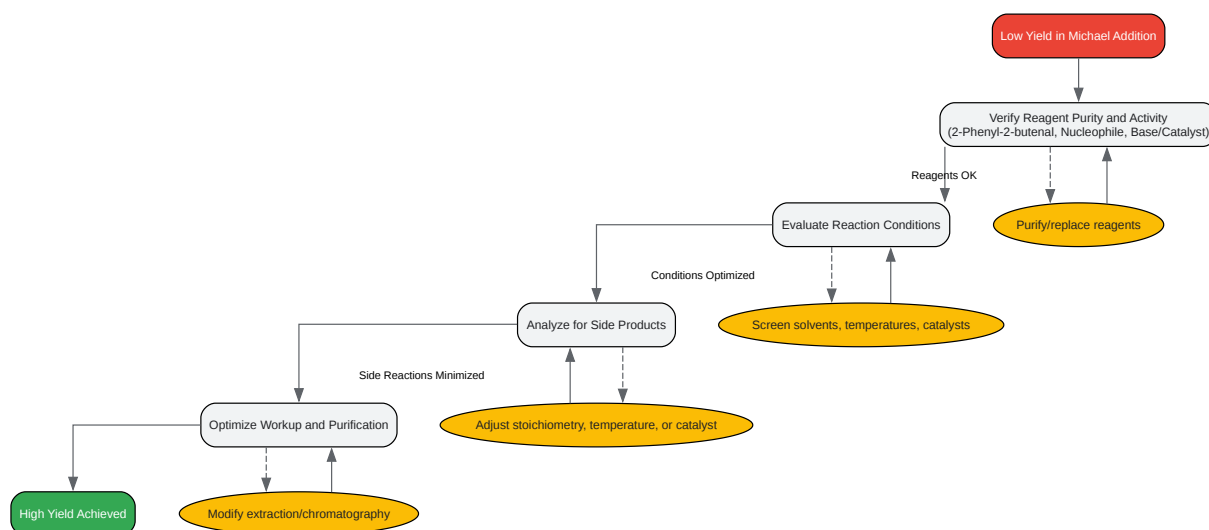 Low Yield in Michael Addition
Verify Reagent Purity and Activity
(2-Phenyl-2-butenal, Nucleophile, Base/Catalyst)
Reagents OK
Evaluate Reaction Conditions
Purify/replace reagents
Conditions Optimized
Analyze for Side Products
Screen solvents, temperatures, catalysts
Side Reactions Minimized
Optimize Workup and Purification
Adjust stoichiometry, temperature, or catalyst
High Yield Achieved
Modify extraction/chromatography